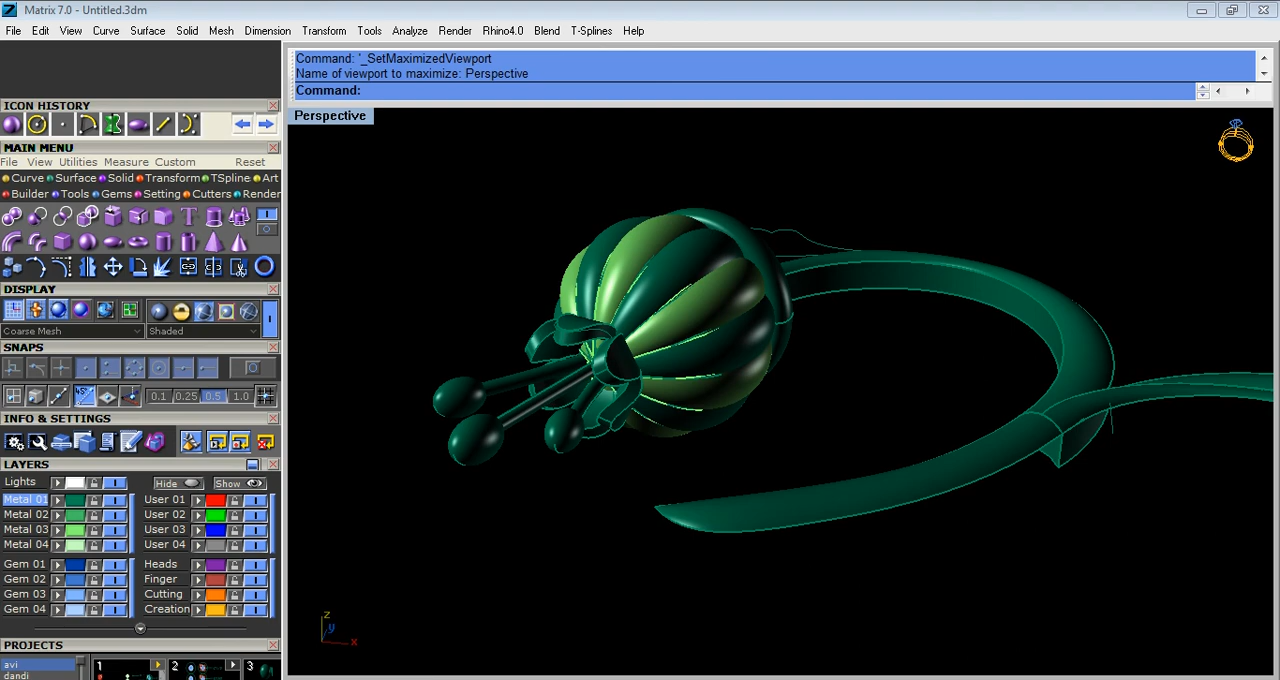 Matrix 7.0 - Untitled.3dm
File Edit View Curve Surface Solid Mesh Dimension Transform Tools Analyze Render Rhino4.0 Blend T-Splines Help
Command: '_SetMaximizedViewport
Name of viewport to maximize: Perspective
Command:
Perspective
ICON HISTORY
MAIN MENU
File View Utilities Measure Custom Reset
Curve Surface Solid Transform TSpline Art
Builder Tools Gems Setting Cutters Render
DISPLAY
Coarse Mesh Shaded
SNAPS
45°
0.1 0.25 0.5 1.0
INFO & SETTINGS
LAYERS
Lights Hide Show
Metal 01 User 01
Metal 02 User 02
Metal 03 User 03
Metal 04 User 04
Gem 01 Heads
Gem 02 Finger
Gem 03 Cutting
Gem 04 Creation
PROJECTS
avi 1 2 3
dandi
z
y
x